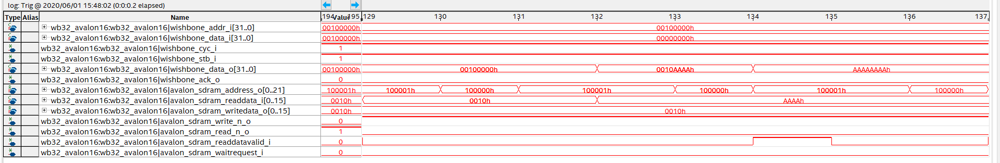 log: Trig @ 2020/06/01 15:48:02 (0:0:0.2 elapsed)
Type Alias Name 194 Value 195 129 130 131 132 133 134 135 136 137
wb32_avalon16:wb32_avalon16|wishbone_addr_i[31..0] 00100000h 00100000h
wb32_avalon16:wb32_avalon16|wishbone_data_i[31..0] 00100000h 00000000h
wb32_avalon16:wb32_avalon16|wishbone_cyc_i 1
wb32_avalon16:wb32_avalon16|wishbone_stb_i 1
wb32_avalon16:wb32_avalon16|wishbone_data_o[31..0] 00100000h 00100000h 0010AAAAh AAAAAAAAh
wb32_avalon16:wb32_avalon16|wishbone_ack_o 0
wb32_avalon16:wb32_avalon16|avalon_sdram_address_o[0..21] 100001h 100001h 100000h 100001h 100000h 100001h 100000h
wb32_avalon16:wb32_avalon16|avalon_sdram_readdata_i[0..15] 0010h 0010h AAAAh
wb32_avalon16:wb32_avalon16|avalon_sdram_writedata_o[0..15] 0010h 0010h
wb32_avalon16:wb32_avalon16|avalon_sdram_write_n_o 0
wb32_avalon16:wb32_avalon16|avalon_sdram_read_n_o 1
wb32_avalon16:wb32_avalon16|avalon_sdram_readdatavalid_i 0
wb32_avalon16:wb32_avalon16|avalon_sdram_waitrequest_i 0